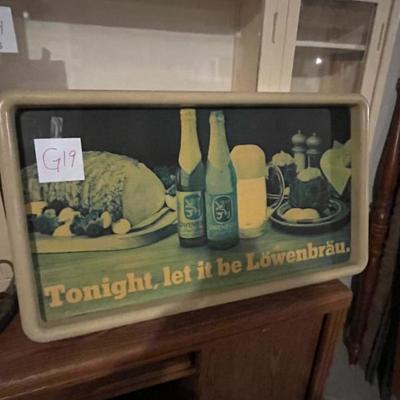 G19
Tonight, let it be Löwenbräu.